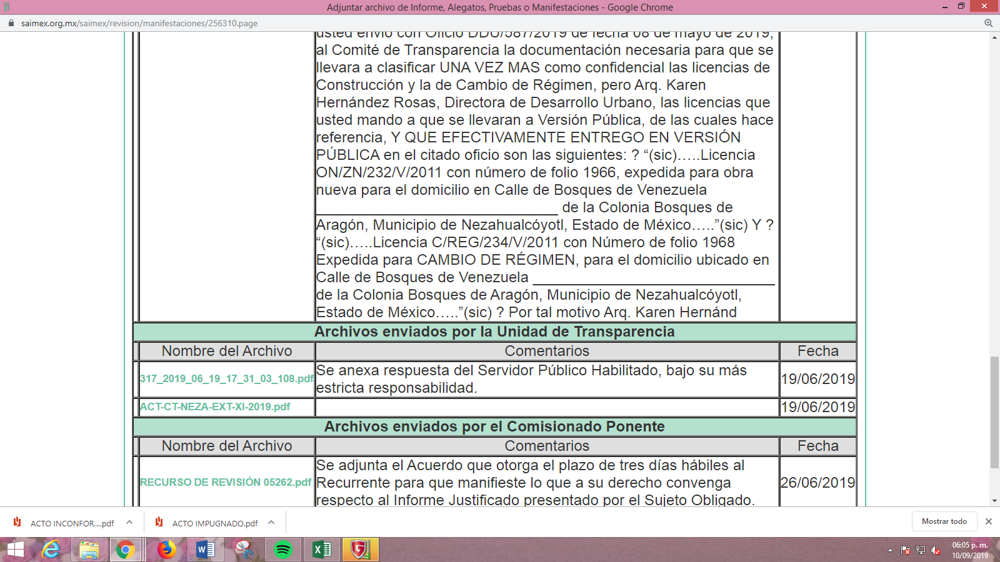 Adjuntar archivo de Informe, Alegatos, Pruebas o Manifestaciones - Google Chrome
saimex.org.mx/saimex/revision/manifestaciones/256310.page
usted envió con Oficio DDU/587/2019 de fecha 08 de mayo de 2019,
al Comité de Transparencia la documentación necesaria para que se
llevara a clasificar UNA VEZ MAS como confidencial las licencias de
Construcción y la de Cambio de Régimen, pero Arq. Karen
Hernández Rosas, Directora de Desarrollo Urbano, las licencias que
usted mando a que se llevaran a Versión Pública, de las cuales hace
referencia, Y QUE EFECTIVAMENTE ENTREGO EN VERSIÓN
PÚBLICA en el citado oficio son las siguientes: ? “(sic)…..Licencia
ON/ZN/232/V/2011 con número de folio 1966, expedida para obra
nueva para el domicilio en Calle de Bosques de Venezuela
_____________________________ de la Colonia Bosques de
Aragón, Municipio de Nezahualcóyotl, Estado de México…..”(sic) Y ?
“(sic)…..Licencia C/REG/234/V/2011 con Número de folio 1968
Expedida para CAMBIO DE RÉGIMEN, para el domicilio ubicado en
Calle de Bosques de Venezuela _____________________________
de la Colonia Bosques de Aragón, Municipio de Nezahualcóyotl,
Estado de México…..”(sic) ? Por tal motivo Arq. Karen Hernánd
Archivos enviados por la Unidad de Transparencia
Nombre del Archivo Comentarios Fecha
317_2019_06_19_17_31_03_108.pdf Se anexa respuesta del Servidor Público Habilitado, bajo su más
estricta responsabilidad. 19/06/2019
ACT-CT-NEZA-EXT-XI-2019.pdf 19/06/2019
Archivos enviados por el Comisionado Ponente
Nombre del Archivo Comentarios Fecha
Se adjunta el Acuerdo que otorga el plazo de tres días hábiles al
RECURSO DE REVISIÓN 05262.pdf Recurrente para que manifieste lo que a su derecho convenga 26/06/2019
respecto al Informe Justificado presentado por el Sujeto Obligado.
ACTO INCONFOR....pdf ACTO IMPUGNADO.pdf Mostrar todo
06:05 p. m.
10/09/2019